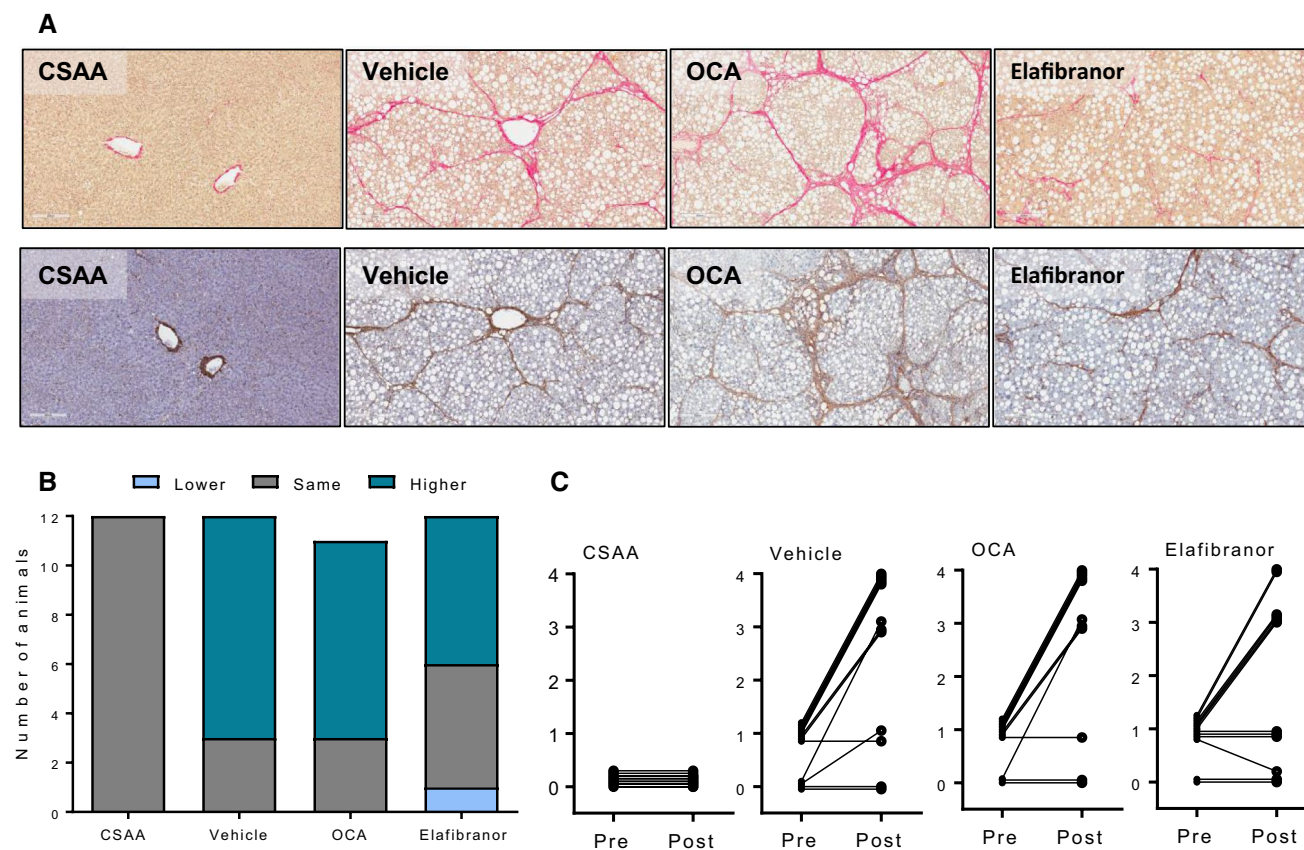 A
CSAA Vehicle OCA Elafibranor
CSAA Vehicle OCA Elafibranor
B
Lower Same Higher
Number of animals
12
10
8
6
4
2
0
CSAA Vehicle OCA Elafibranor
C
CSAA
4
3
2
1
0
Pre Post
Vehicle
4
3
2
1
0
Pre Post
OCA
4
3
2
1
0
Pre Post
Elafibranor
4
3
2
1
0
Pre Post